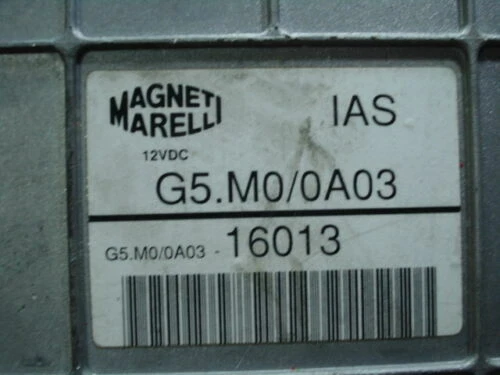 MAGNETI
MARELLI
IAS
12VDC
G5.M0/0A03
G5.M0/0A03 - 16013